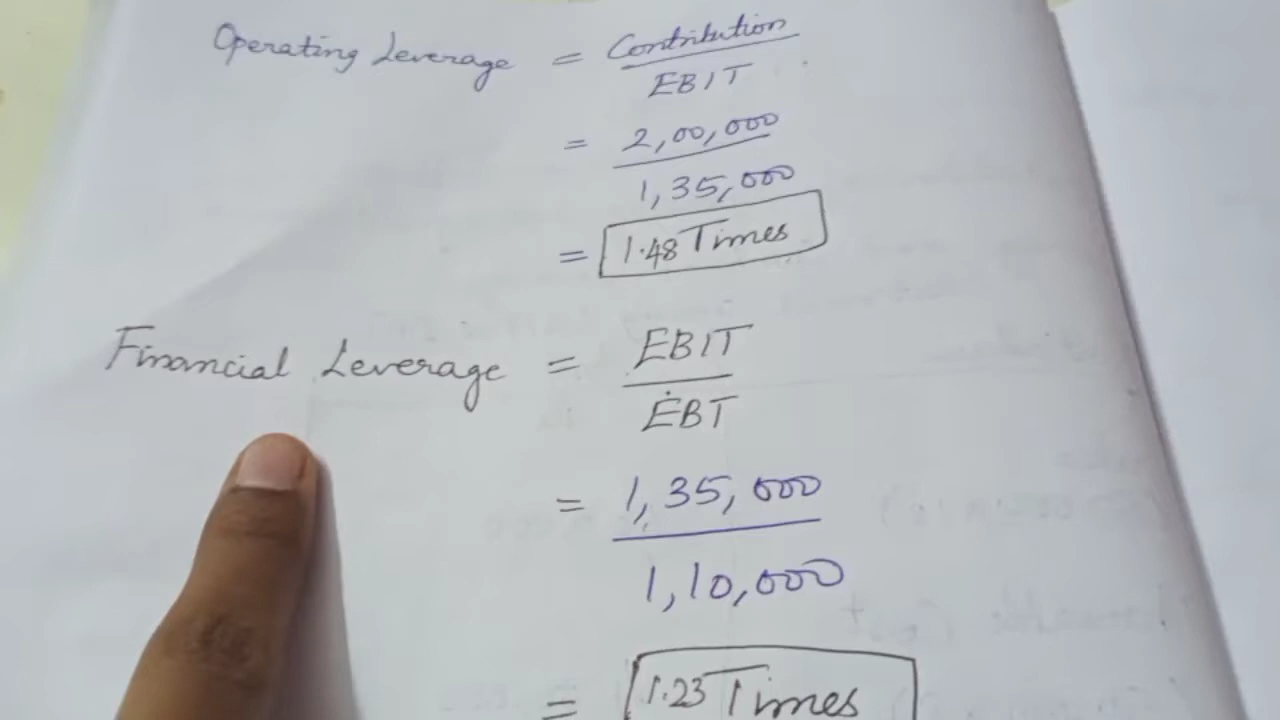 Operating Leverage = Contribution
EBIT
= 2,00,000
1,35,000
= 1.48 Times
Financial Leverage = EBIT
EBT
= 1,35,000
1,10,000
= 1.23 Times